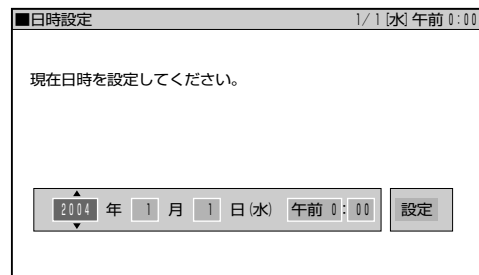 ■日時設定 1/1[水]午前0:00
現在日時を設定してください。
2004 年 1 月 1 日(水) 午前 0:00 設定